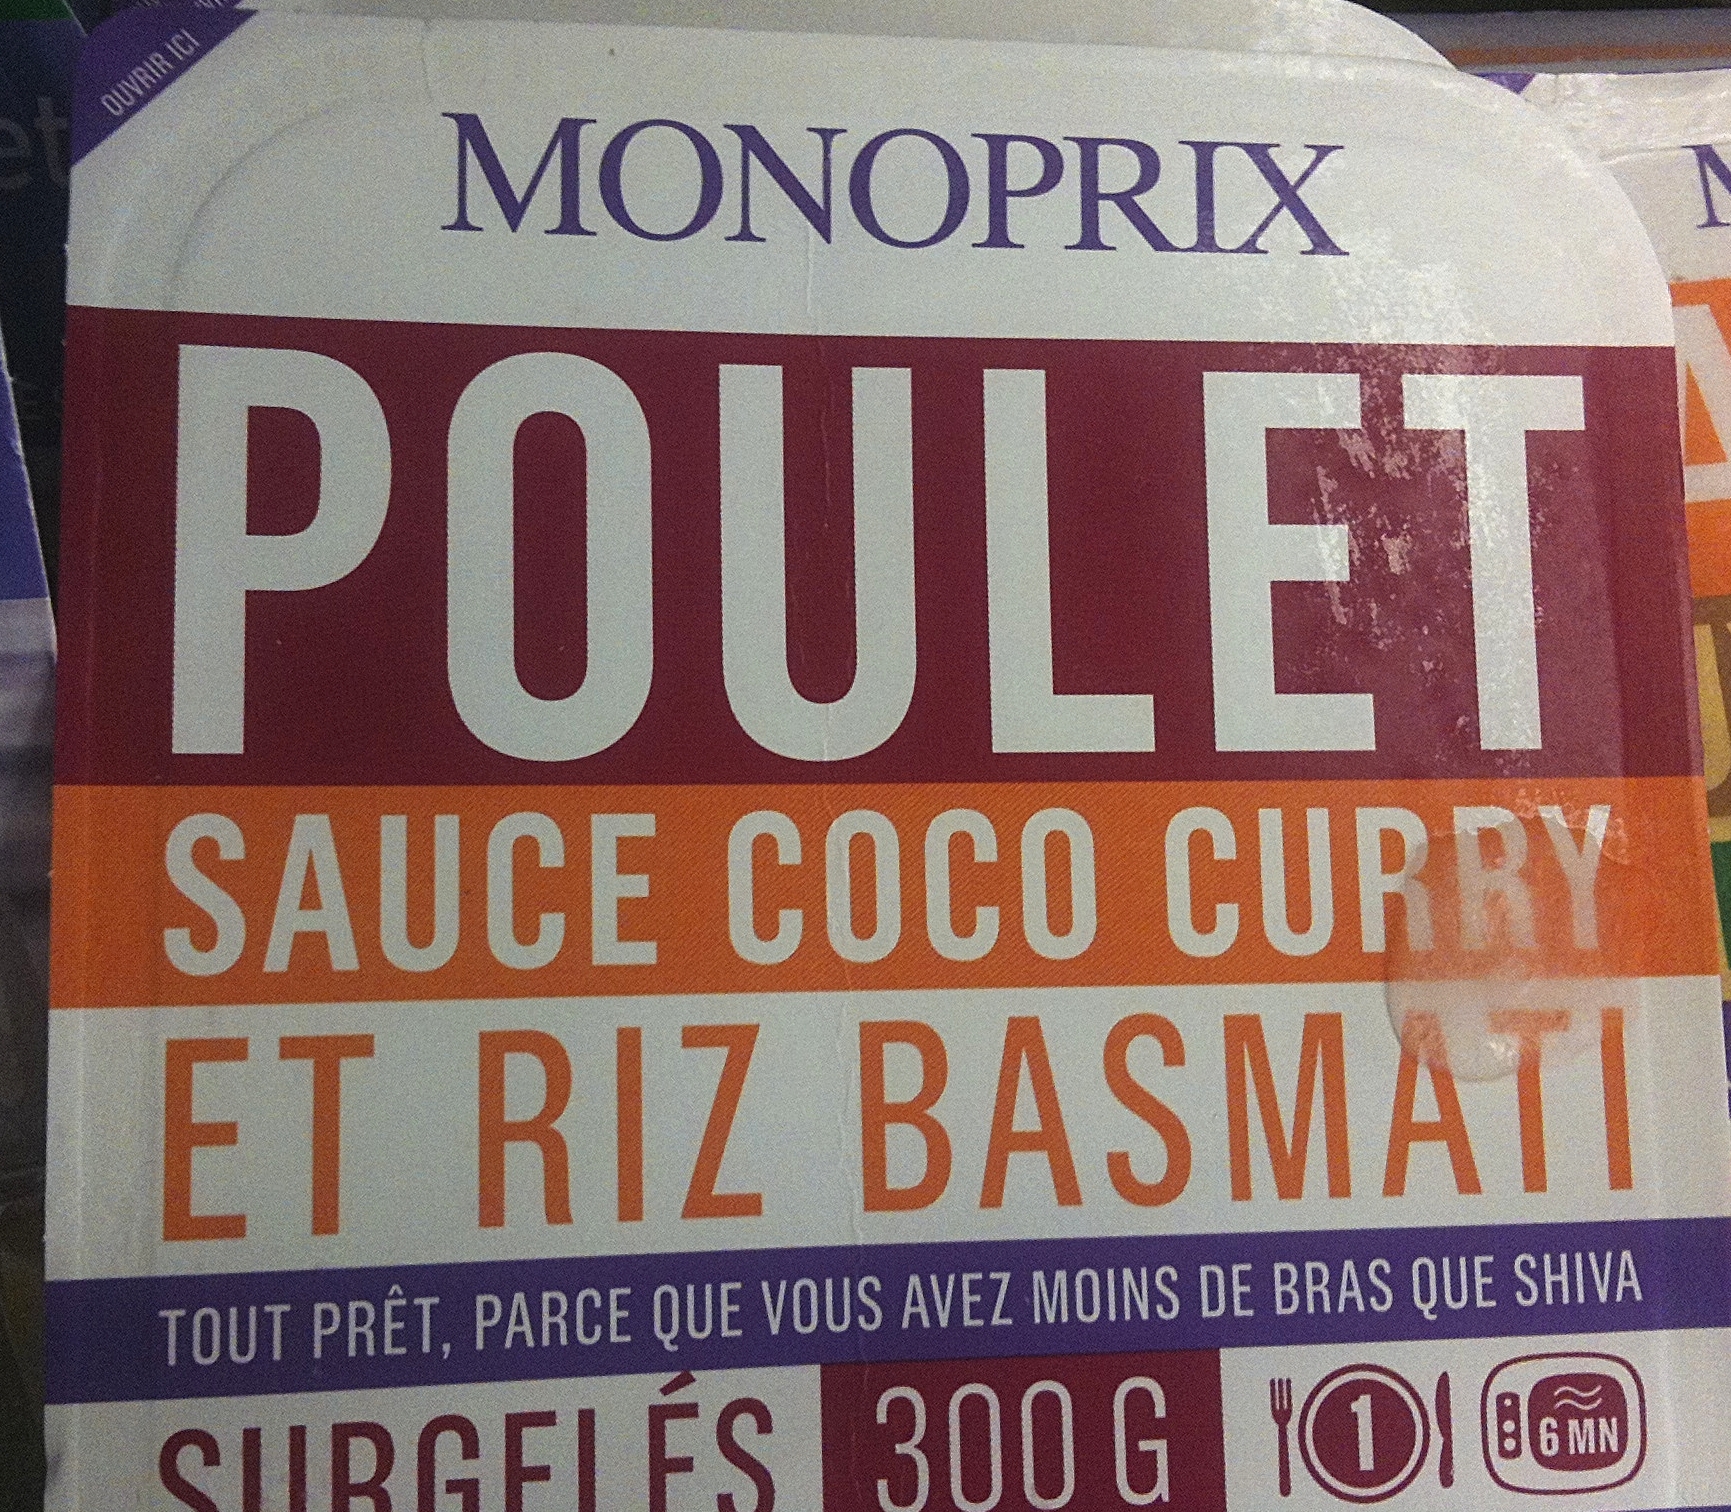 OUVRIR ICI
MONOPRIX
POULET
SAUCE COCO CURRY
ET RIZ BASMATI
TOUT PRÊT, PARCE QUE VOUS AVEZ MOINS DE BRAS QUE SHIVA
SURGELÉS 300 G 1 6 MN
et